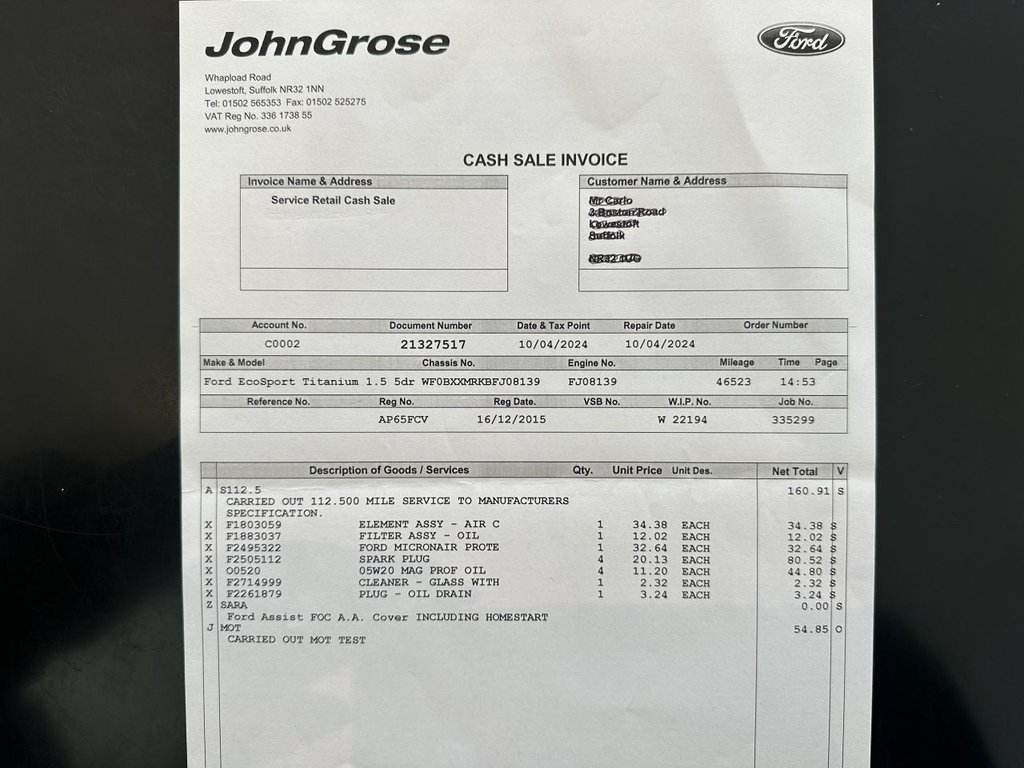 JohnGrose
Ford
Whapload Road
Lowestoft, Suffolk NR32 1NN
Tel: 01502 565353 Fax: 01502 525275
VAT Reg No. 336 1738 55
www.johngrose.co.uk
CASH SALE INVOICE
Invoice Name & Address
Service Retail Cash Sale
Customer Name & Address
Account No. Document Number Date & Tax Point Repair Date Order Number
C0002 21327517 10/04/2024 10/04/2024
Make & Model Chassis No. Engine No. Mileage Time Page
Ford EcoSport Titanium 1.5 5dr WF0BXXMRKBFJ08139 FJ08139 46523 14:53
Reference No. Reg No. Reg Date. VSB No. W.I.P. No. Job No.
AP65FCV 16/12/2015 W 22194 335299
Description of Goods / Services Qty. Unit Price Unit Des. Net Total V
A S112.5 160.91 S
CARRIED OUT 112.500 MILE SERVICE TO MANUFACTURERS
SPECIFICATION.
X F1803059 ELEMENT ASSY - AIR C 1 34.38 EACH 34.38 S
X F1883037 FILTER ASSY - OIL 1 12.02 EACH 12.02 S
X F2495322 FORD MICRONAIR PROTE 1 32.64 EACH 32.64 S
X F2505112 SPARK PLUG 4 20.13 EACH 80.52 S
X O0520 05W20 MAG PROF OIL 4 11.20 EACH 44.80 S
X F2714999 CLEANER - GLASS WITH 1 2.32 EACH 2.32 S
X F2261879 PLUG - OIL DRAIN 1 3.24 EACH 3.24 S
Z SARA 0.00 S
Ford Assist FOC A.A. Cover INCLUDING HOMESTART
J MOT 54.85 O
CARRIED OUT MOT TEST